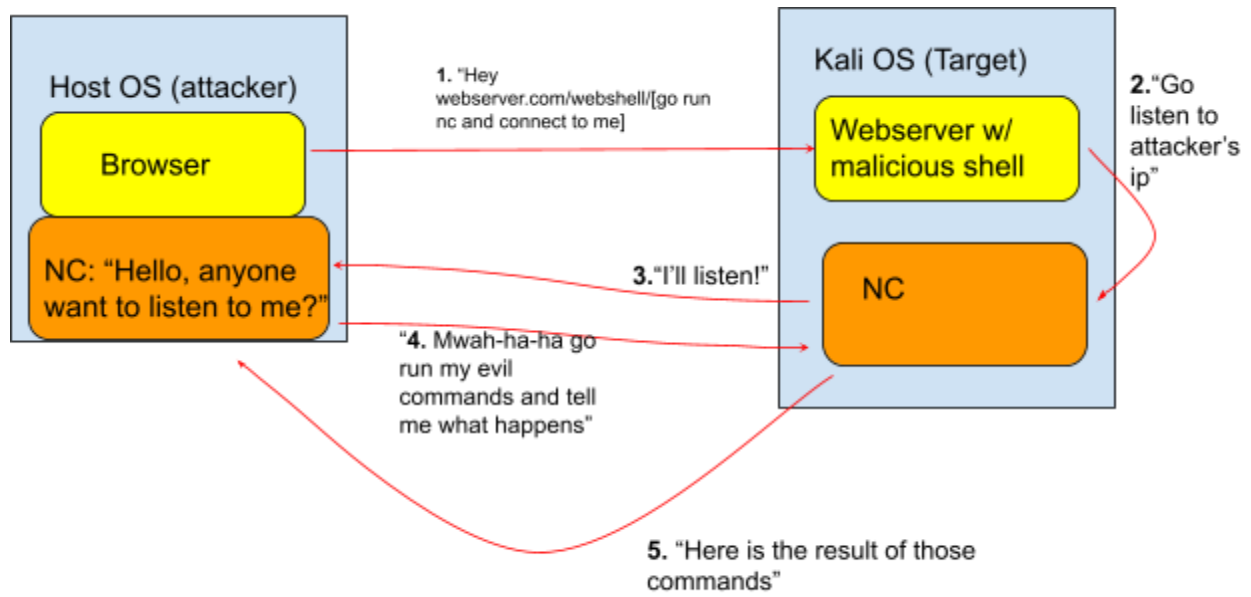 Host OS (attacker)
Browser
NC: “Hello, anyone
want to listen to me?”
1. “Hey
webserver.com/webshell/[go run
nc and connect to me]
Kali OS (Target)
Webserver w/
malicious shell
2.“Go
listen to
attacker’s
ip”
3.“I’ll listen!”
NC
“4. Mwah-ha-ha go
run my evil
commands and tell
me what happens”
5. “Here is the result of those
commands”